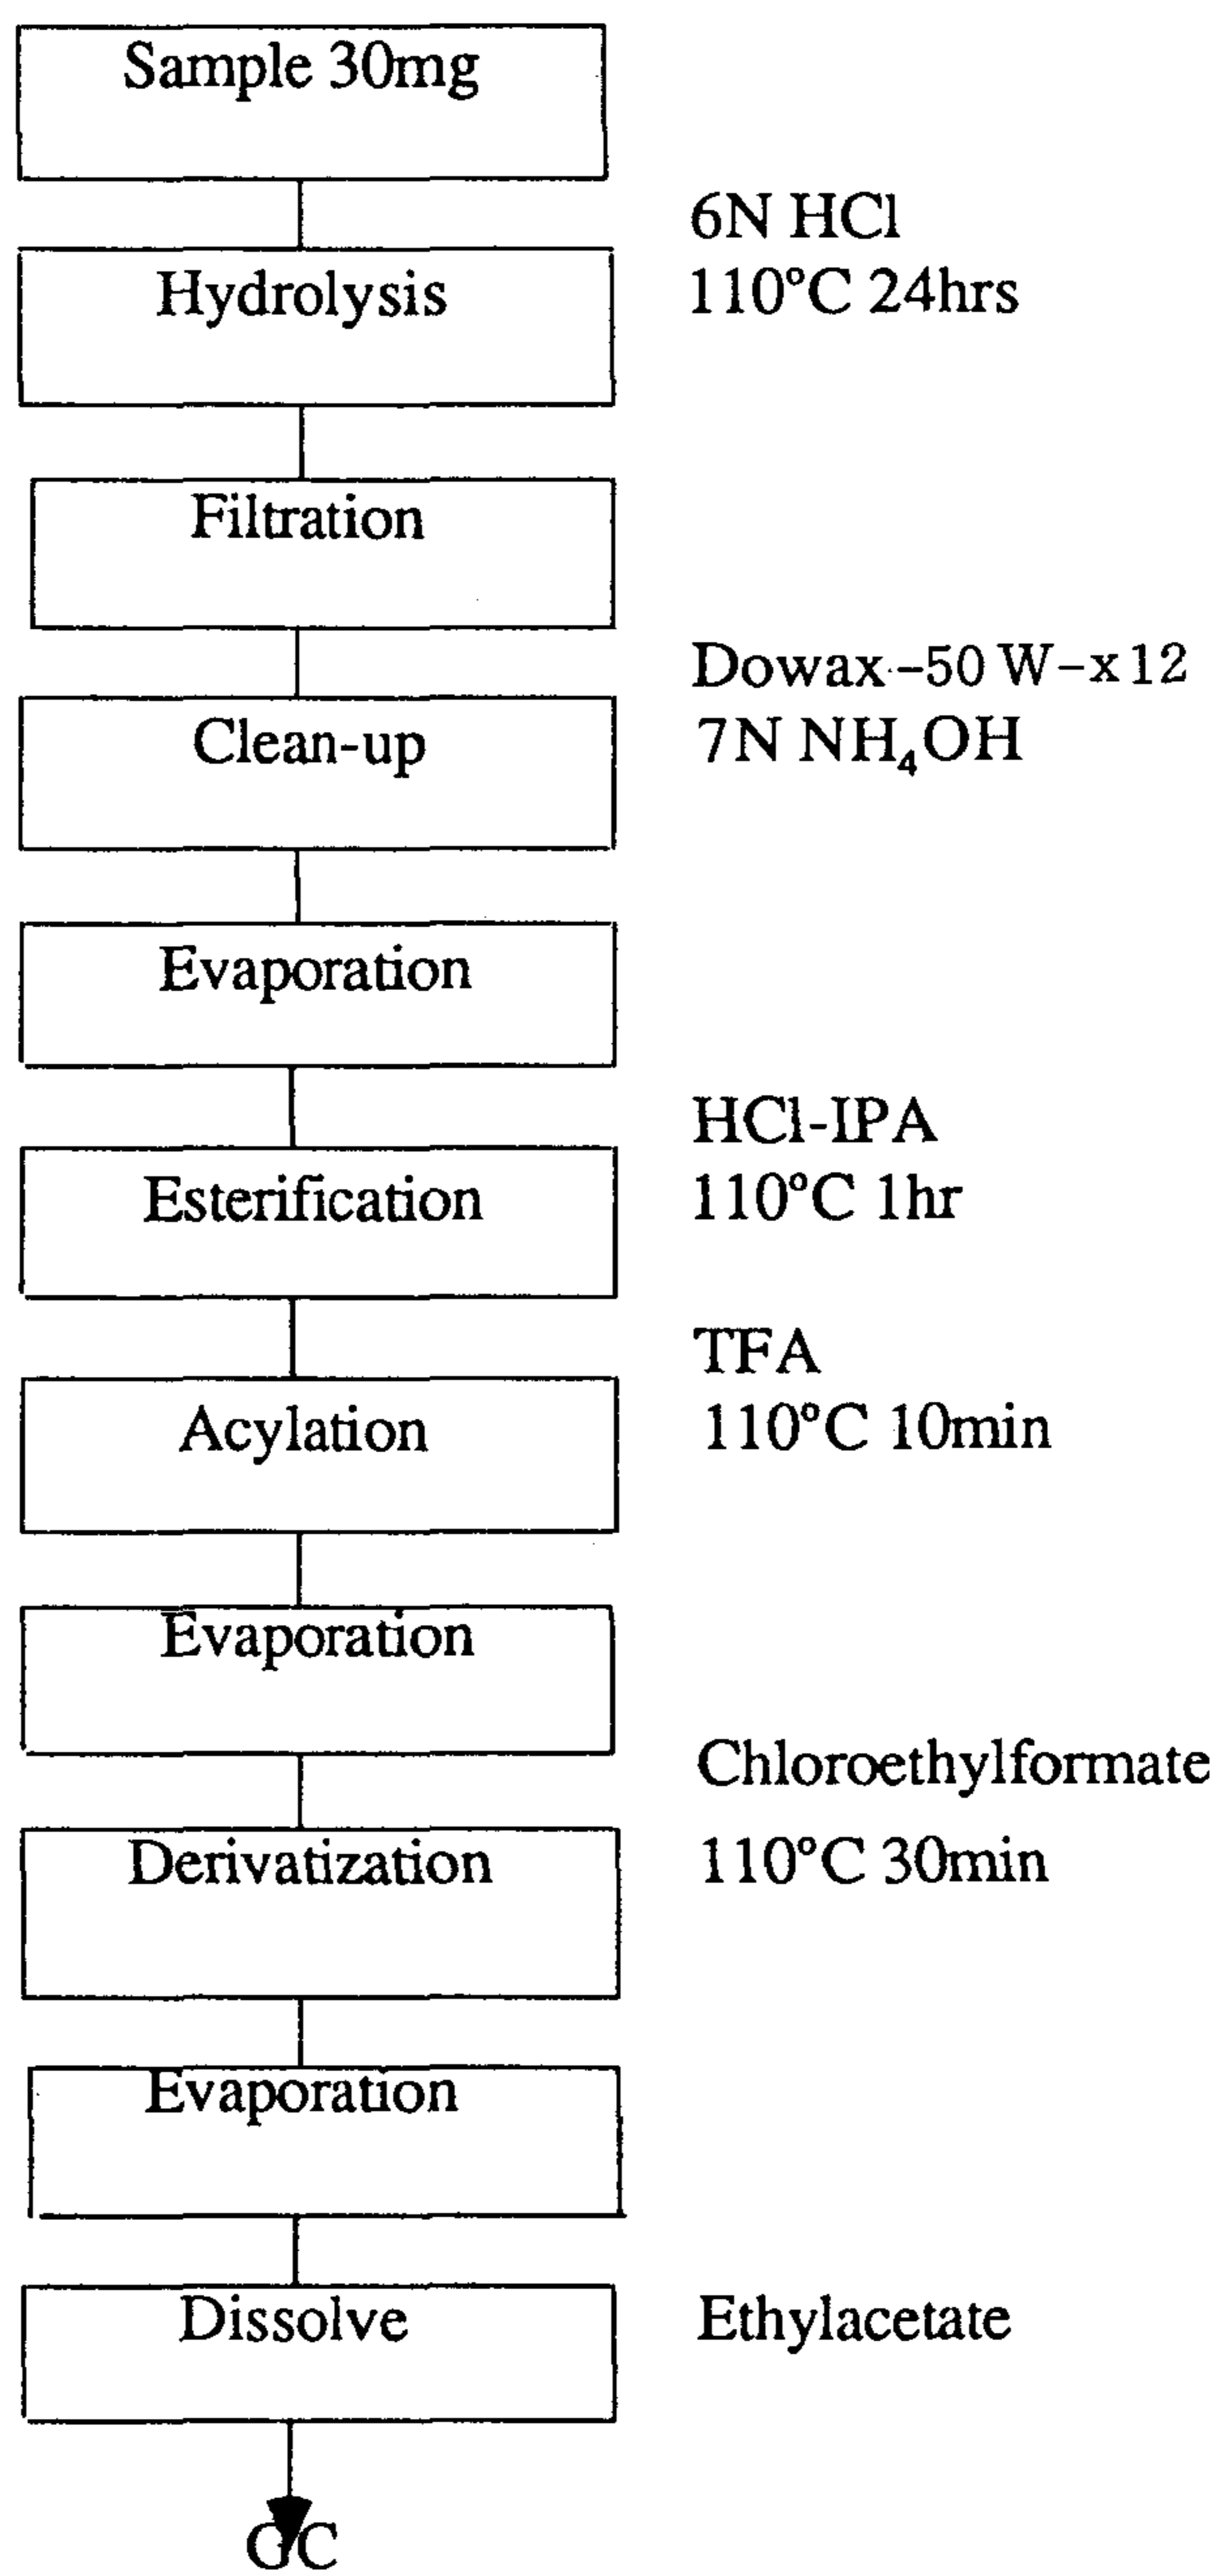 Sample 30mg
6N HCl
Hydrolysis
110°C 24hrs
Filtration
Dowax-50 W-x12
Clean-up
7N NH₄OH
Evaporation
HCl-IPA
Esterification
110°C 1hr
TFA
Acylation
110°C 10min
Evaporation
Chloroethylformate
Derivatization
110°C 30min
Evaporation
Dissolve
Ethylacetate
GC